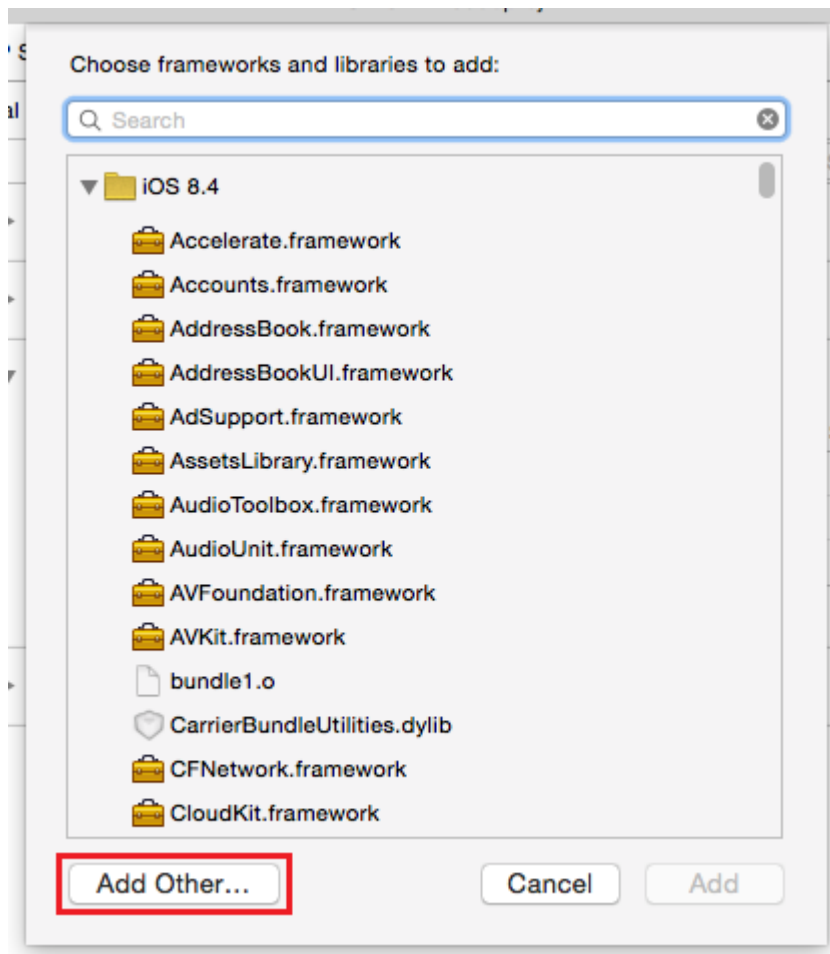 Choose frameworks and libraries to add:
Search
iOS 8.4
Accelerate.framework
Accounts.framework
AddressBook.framework
AddressBookUI.framework
AdSupport.framework
AssetsLibrary.framework
AudioToolbox.framework
AudioUnit.framework
AVFoundation.framework
AVKit.framework
bundle1.o
CarrierBundleUtilities.dylib
CFNetwork.framework
CloudKit.framework
Add Other...
Cancel
Add